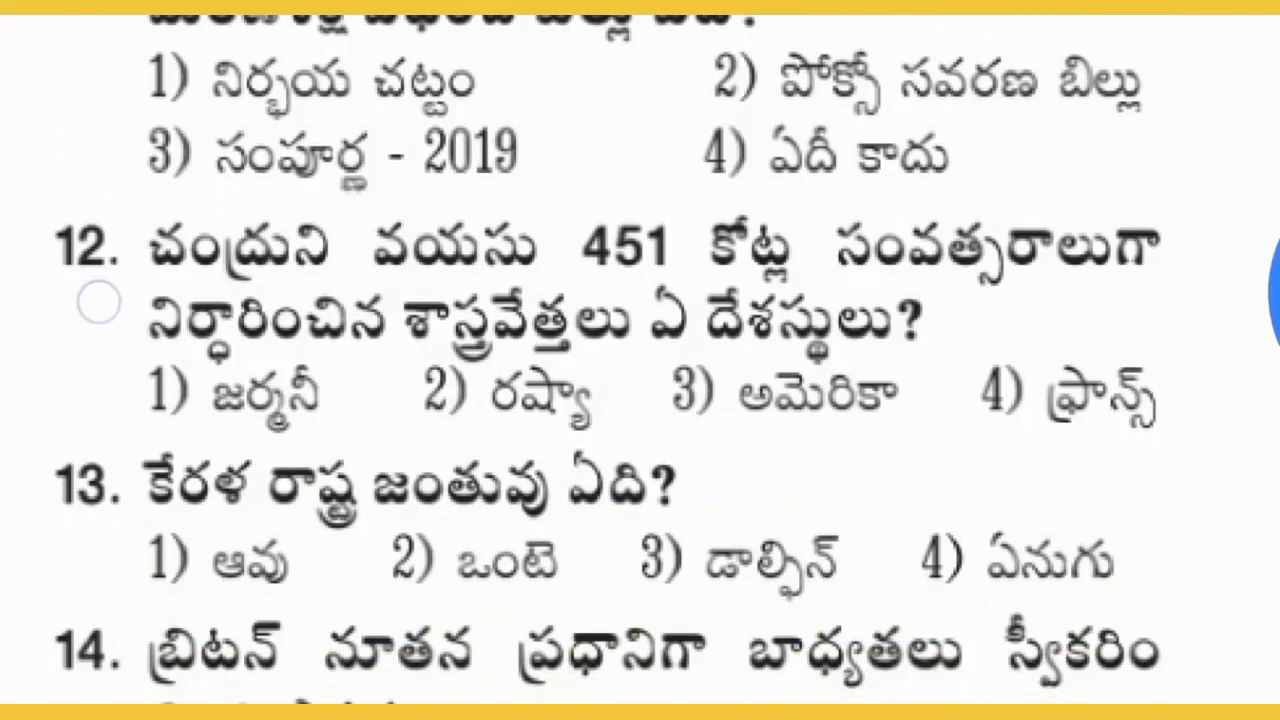 1) నిర్భయ చట్టం 2) పోక్సో సవరణ బిల్లు
3) సంపూర్ణ - 2019 4) ఏదీ కాదు
12. చంద్రుని వయసు 451 కోట్ల సంవత్సరాలుగా
నిర్ధారించిన శాస్త్రవేత్తలు ఏ దేశస్థులు?
1) జర్మనీ 2) రష్యా 3) అమెరికా 4) ఫ్రాన్స్
13. కేరళ రాష్ట్ర జంతువు ఏది?
1) ఆవు 2) ఒంటె 3) డాల్ఫిన్ 4) ఏనుగు
14. బ్రిటన్ నూతన ప్రధానిగా బాధ్యతలు స్వీకరిం